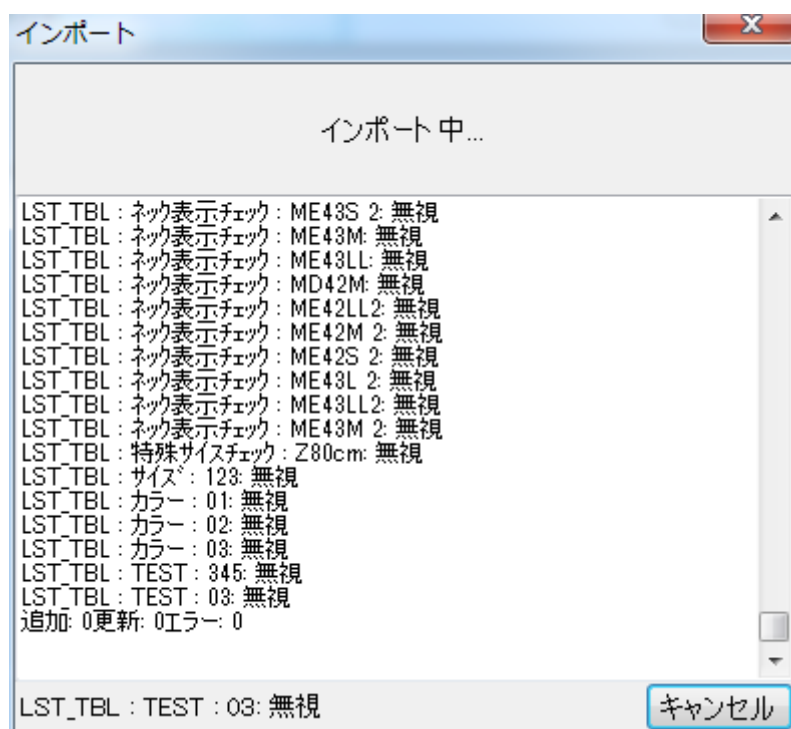 インポート
インポート 中...
LST_TBL : ネック表示チェック : ME43S 2: 無視
LST_TBL : ネック表示チェック : ME43M: 無視
LST_TBL : ネック表示チェック : ME43LL: 無視
LST_TBL : ネック表示チェック : MD42M: 無視
LST_TBL : ネック表示チェック : ME42LL2: 無視
LST_TBL : ネック表示チェック : ME42M 2: 無視
LST_TBL : ネック表示チェック : ME42S 2: 無視
LST_TBL : ネック表示チェック : ME43L 2: 無視
LST_TBL : ネック表示チェック : ME43LL2: 無視
LST_TBL : ネック表示チェック : ME43M 2: 無視
LST_TBL : 特殊サイズチェック : Z80cm: 無視
LST_TBL : サイズ : 123: 無視
LST_TBL : カラー : 01: 無視
LST_TBL : カラー : 02: 無視
LST_TBL : カラー : 03: 無視
LST_TBL : TEST : 345: 無視
LST_TBL : TEST : 03: 無視
追加: 0更新: 0エラー: 0
LST_TBL : TEST : 03: 無視
キャンセル